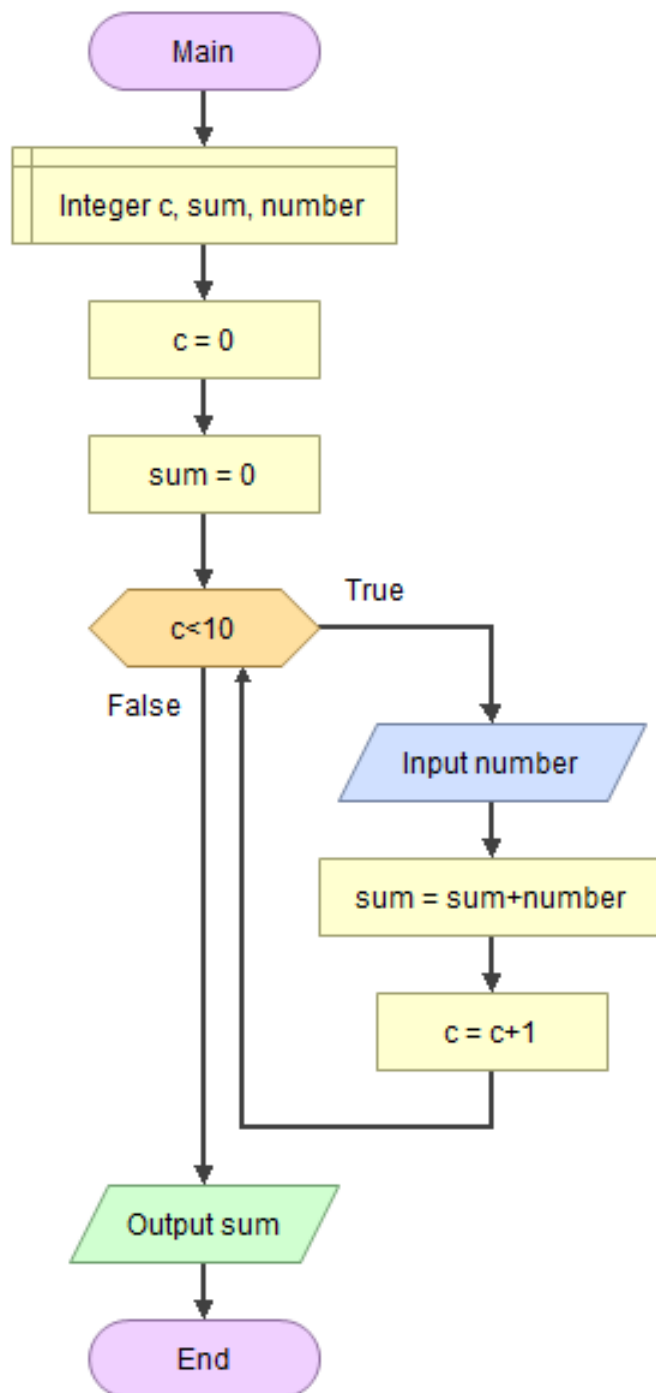 Main
Integer c, sum, number
c = 0
sum = 0
c<10
True
False
Input number
sum = sum+number
c = c+1
Output sum
End